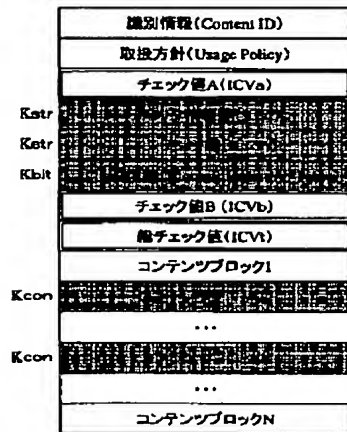 識別情報(Content ID)
取扱方針(Usage Policy)
チェック値A(ICVa)
Kstr
Kstr
Kbit
チェック値B(ICVb)
総チェック値(ICVt)
コンテンツブロック1
Kcon
...
Kcon
...
コンテンツブロックN